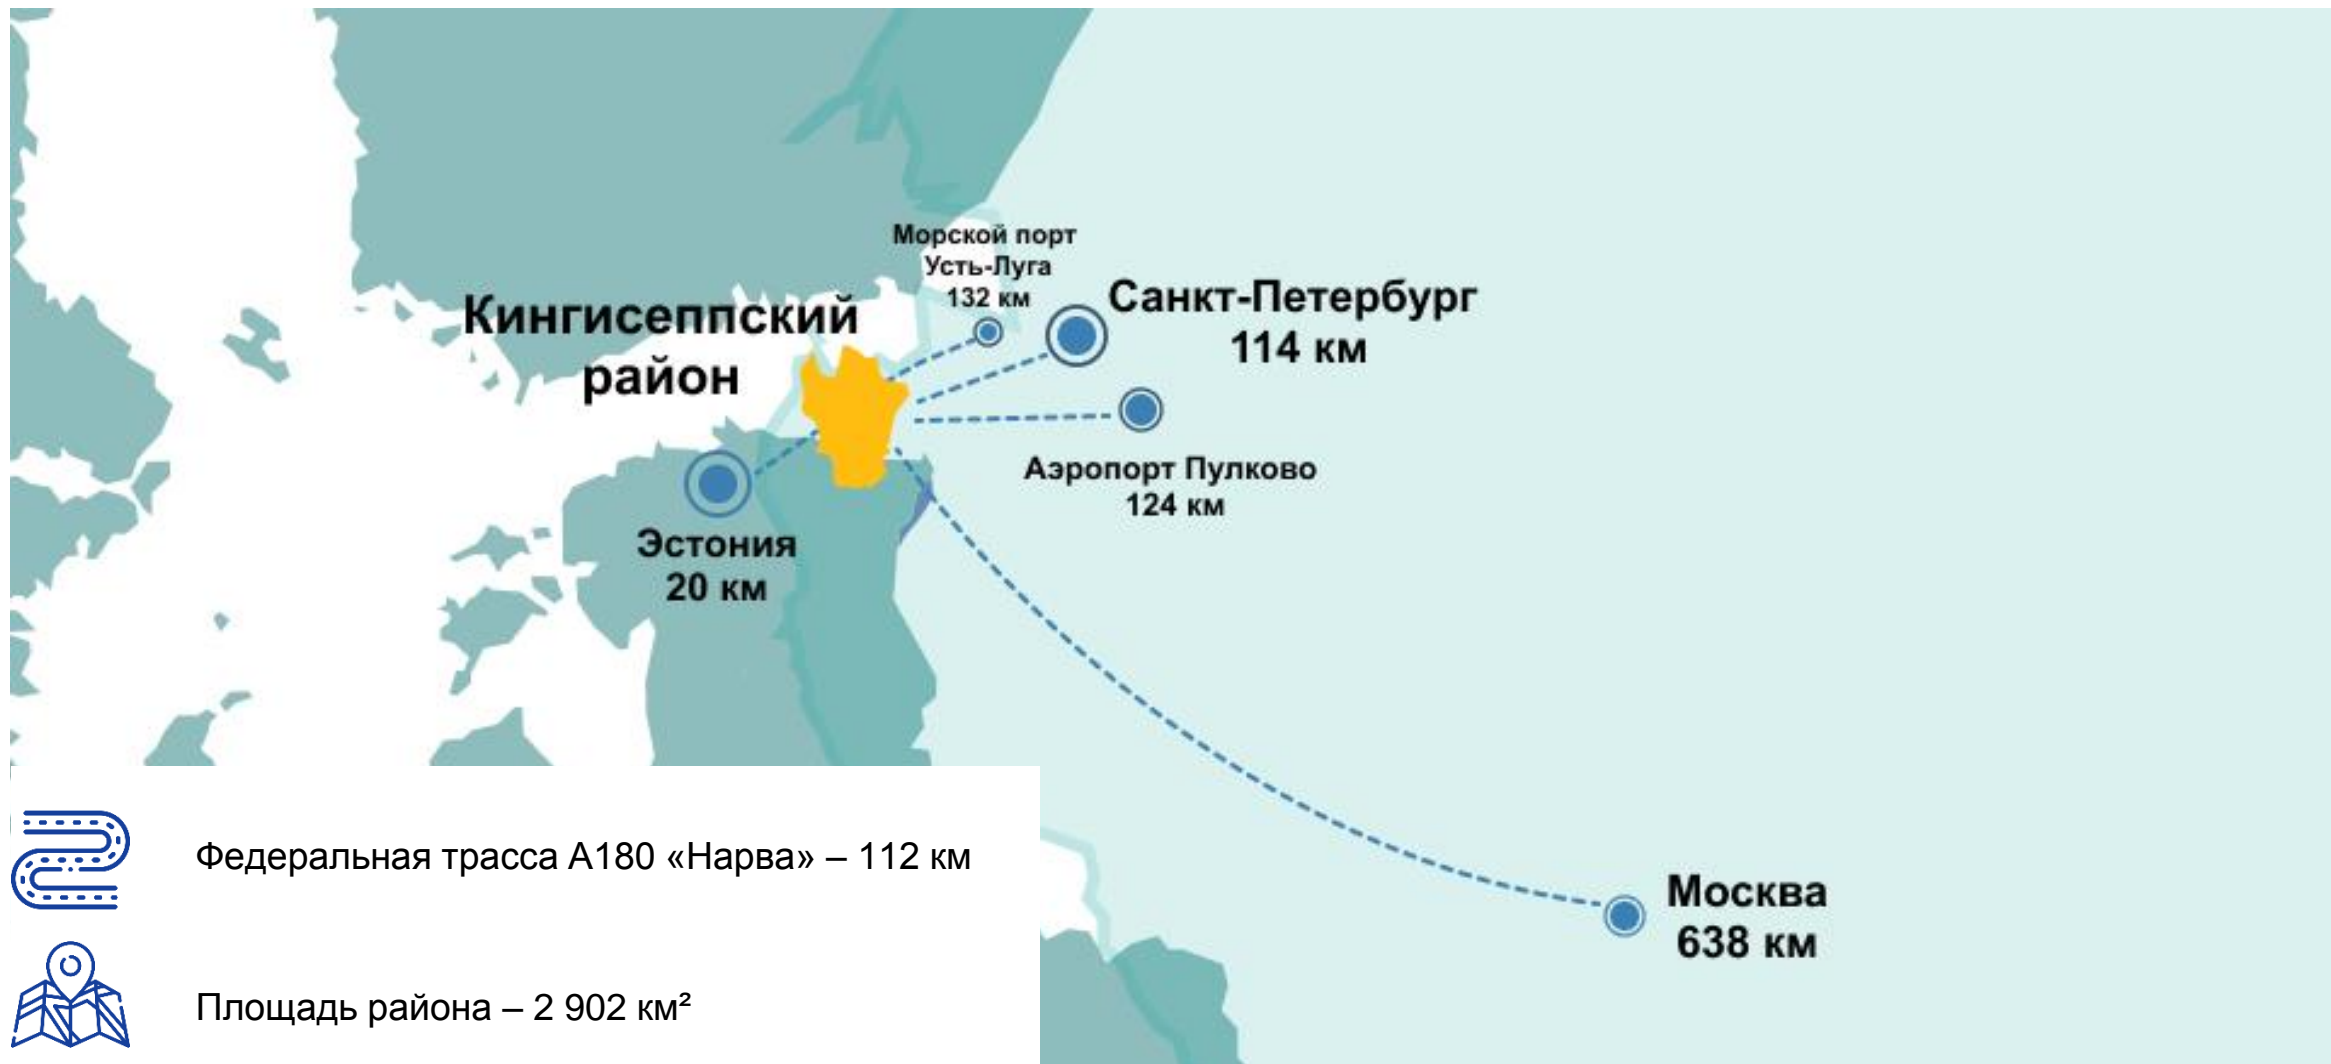 Морской порт
Усть-Луга
132 км
Санкт-Петербург
114 км
Кингисеппский
район
Аэропорт Пулково
124 км
Эстония
20 км
Москва
638 км
Федеральная трасса А180 «Нарва» – 112 км
Площадь района – 2 902 км²